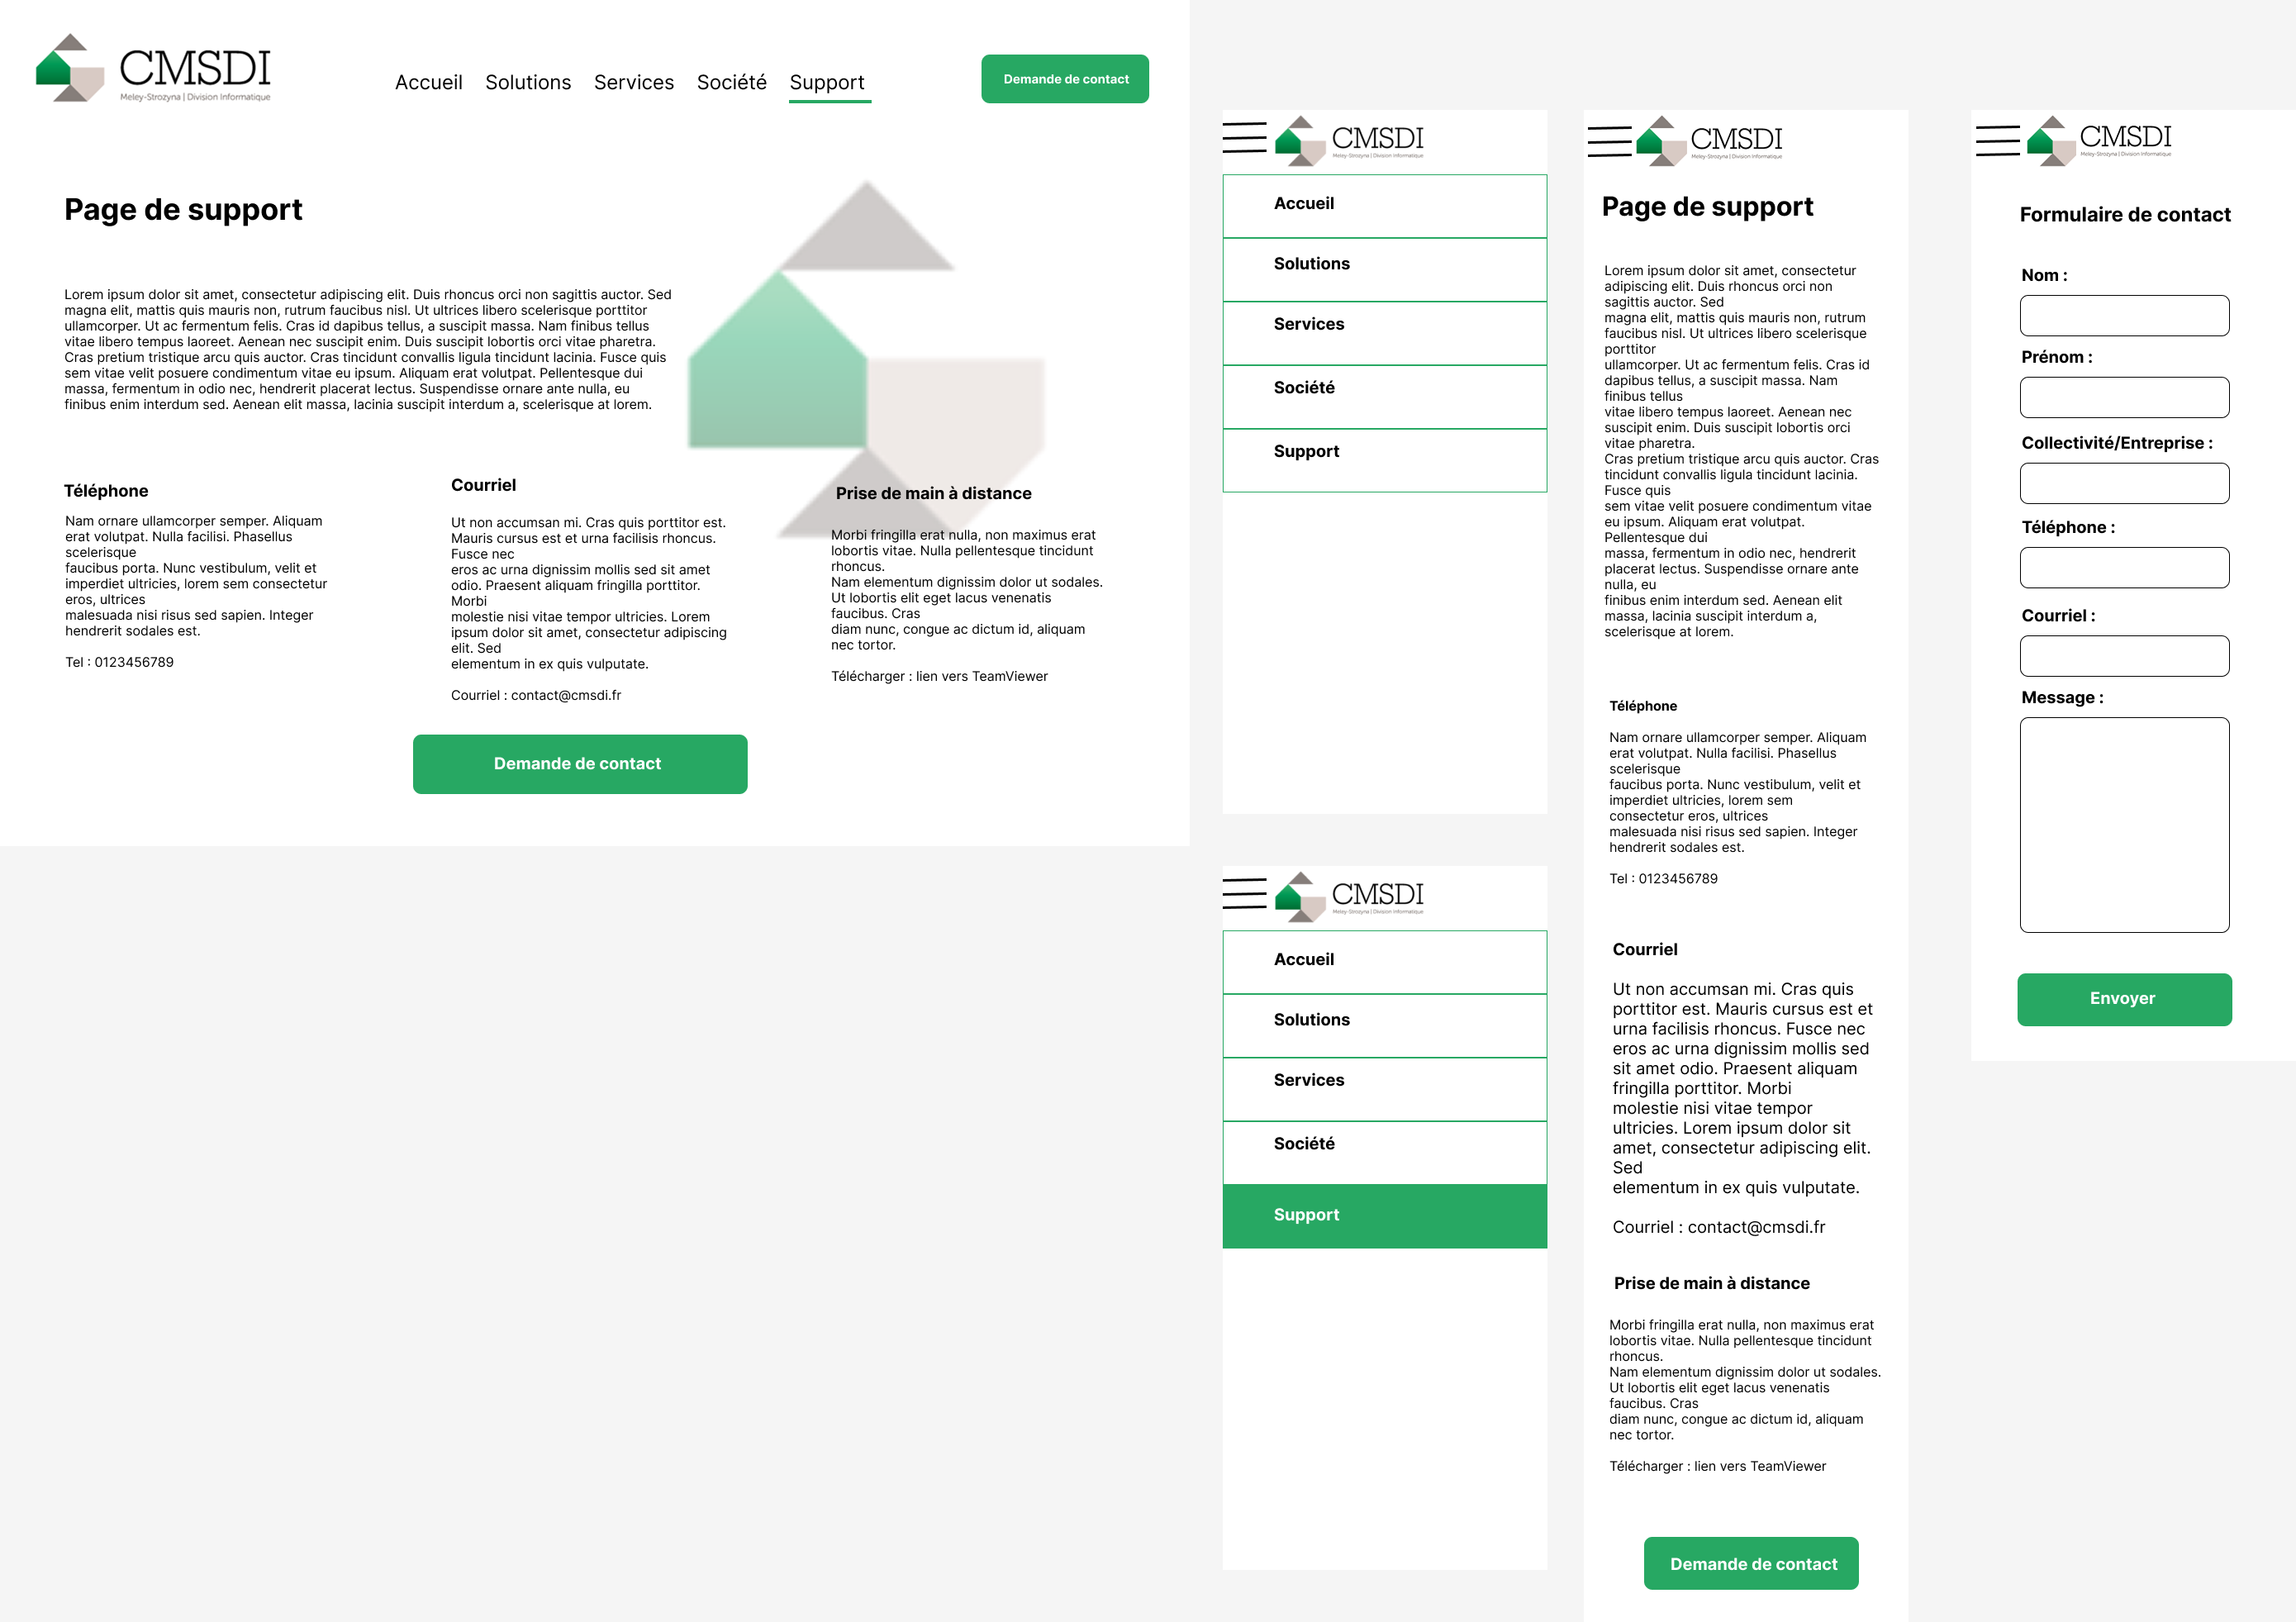 CMSDI
Meley-Strozyna | Division Informatique
Accueil Solutions Services Société Support
Demande de contact
Page de support
Lorem ipsum dolor sit amet, consectetur adipiscing elit. Duis rhoncus orci non sagittis auctor. Sed
magna elit, mattis quis mauris non, rutrum faucibus nisl. Ut ultrices libero scelerisque porttitor
ullamcorper. Ut ac fermentum felis. Cras id dapibus tellus, a suscipit massa. Nam finibus tellus
vitae libero tempus laoreet. Aenean nec suscipit enim. Duis suscipit lobortis orci vitae pharetra.
Cras pretium tristique arcu quis auctor. Cras tincidunt convallis ligula tincidunt lacinia. Fusce quis
sem vitae velit posuere condimentum vitae eu ipsum. Aliquam erat volutpat. Pellentesque dui
massa, fermentum in odio nec, hendrerit placerat lectus. Suspendisse ornare ante nulla, eu
finibus enim interdum sed. Aenean elit massa, lacinia suscipit interdum a, scelerisque at lorem.
Téléphone
Nam ornare ullamcorper semper. Aliquam
erat volutpat. Nulla facilisi. Phasellus
scelerisque
faucibus porta. Nunc vestibulum, velit et
imperdiet ultricies, lorem sem consectetur
eros, ultrices
malesuada nisi risus sed sapien. Integer
hendrerit sodales est.
Tel : 0123456789
Courriel
Ut non accumsan mi. Cras quis porttitor est.
Mauris cursus est et urna facilisis rhoncus.
Fusce nec
eros ac urna dignissim mollis sed sit amet
odio. Praesent aliquam fringilla porttitor.
Morbi
molestie nisi vitae tempor ultricies. Lorem
ipsum dolor sit amet, consectetur adipiscing
elit. Sed
elementum in ex quis vulputate.
Courriel : contact@cmsdi.fr
Prise de main à distance
Morbi fringilla erat nulla, non maximus erat
lobortis vitae. Nulla pellentesque tincidunt
rhoncus.
Nam elementum dignissim dolor ut sodales.
Ut lobortis elit eget lacus venenatis
faucibus. Cras
diam nunc, congue ac dictum id, aliquam
nec tortor.
Télécharger : lien vers TeamViewer
Demande de contact
CMSDI
Meley-Strozyna | Division Informatique
Accueil
Solutions
Services
Société
Support
CMSDI
Meley-Strozyna | Division Informatique
Accueil
Solutions
Services
Société
Support
CMSDI
Meley-Strozyna | Division Informatique
Page de support
Lorem ipsum dolor sit amet, consectetur
adipiscing elit. Duis rhoncus orci non
sagittis auctor. Sed
magna elit, mattis quis mauris non, rutrum
faucibus nisl. Ut ultrices libero scelerisque
porttitor
ullamcorper. Ut ac fermentum felis. Cras id
dapibus tellus, a suscipit massa. Nam
finibus tellus
vitae libero tempus laoreet. Aenean nec
suscipit enim. Duis suscipit lobortis orci
vitae pharetra.
Cras pretium tristique arcu quis auctor. Cras
tincidunt convallis ligula tincidunt lacinia.
Fusce quis
sem vitae velit posuere condimentum vitae
eu ipsum. Aliquam erat volutpat.
Pellentesque dui
massa, fermentum in odio nec, hendrerit
placerat lectus. Suspendisse ornare ante
nulla, eu
finibus enim interdum sed. Aenean elit
massa, lacinia suscipit interdum a,
scelerisque at lorem.
Téléphone
Nam ornare ullamcorper semper. Aliquam
erat volutpat. Nulla facilisi. Phasellus
scelerisque
faucibus porta. Nunc vestibulum, velit et
imperdiet ultricies, lorem sem
consectetur eros, ultrices
malesuada nisi risus sed sapien. Integer
hendrerit sodales est.
Tel : 0123456789
Courriel
Ut non accumsan mi. Cras quis
porttitor est. Mauris cursus est et
urna facilisis rhoncus. Fusce nec
eros ac urna dignissim mollis sed
sit amet odio. Praesent aliquam
fringilla porttitor. Morbi
molestie nisi vitae tempor
ultricies. Lorem ipsum dolor sit
amet, consectetur adipiscing elit.
Sed
elementum in ex quis vulputate.
Courriel : contact@cmsdi.fr
Prise de main à distance
Morbi fringilla erat nulla, non maximus erat
lobortis vitae. Nulla pellentesque tincidunt
rhoncus.
Nam elementum dignissim dolor ut sodales.
Ut lobortis elit eget lacus venenatis
faucibus. Cras
diam nunc, congue ac dictum id, aliquam
nec tortor.
Télécharger : lien vers TeamViewer
Demande de contact
CMSDI
Meley-Strozyna | Division Informatique
Formulaire de contact
Nom :
Prénom :
Collectivité/Entreprise :
Téléphone :
Courriel :
Message :
Envoyer